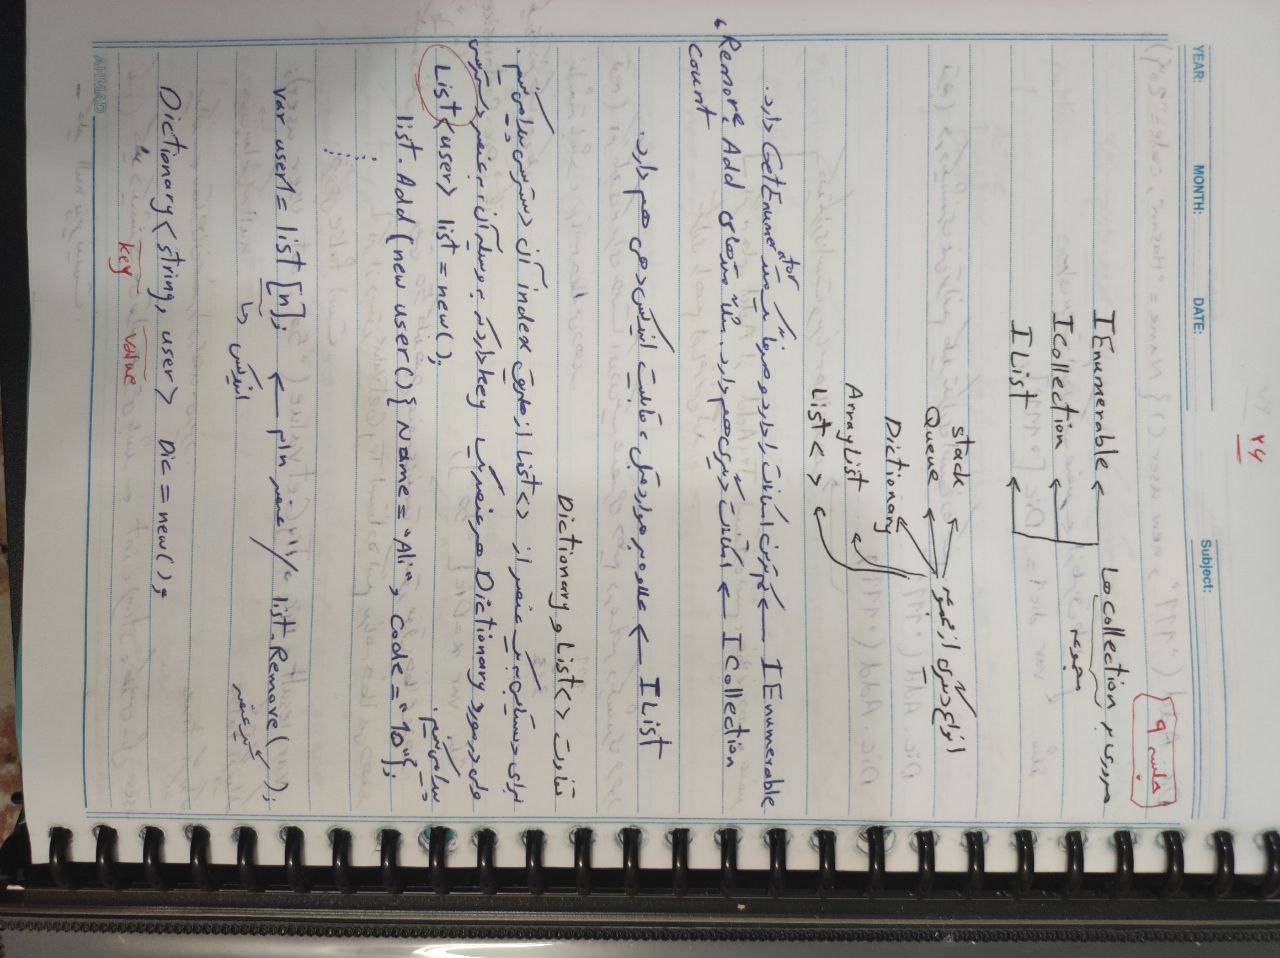 ۲۶
YEAR: MONTH: DATE: Subject:
جلسه ۹
مروری بر collection ها
مجموعه
IEnumerable
ICollection
IList
انواع دیگری از مجموعه
stack
Queue
Dictionary
ArrayList
List< >
IEnumerable ← کم‌ترین امکانات را دارد و صرفاً یک متد GetEnumerator دارد.
ICollection ← امکانات دیگری هم دارد. مثلاً متدهای Add، Remove،
count
IList ← علاوه بر موارد قبل، قابلیت اندیکس دهی هم دارد.
تفاوت List<> و Dictionary
برای دستیابی به یک عنصر از List<> از طریق index آن دسترسی پیدا می‌کنیم.
ولی در مورد Dictionary هر عنصر یک key دارد که به وسیله آن، به عنصر دسترسی
پیدا می‌کنیم.
List<user> list = new();
list.Add(new user(){ Name = "Ali", Code = "10"};
var user1 = list [n]; ← عنصر n ام // list.Remove( );
اندیکس یک عنصر
Dictionary<string, user> Dic = new();
key value
AHMAD